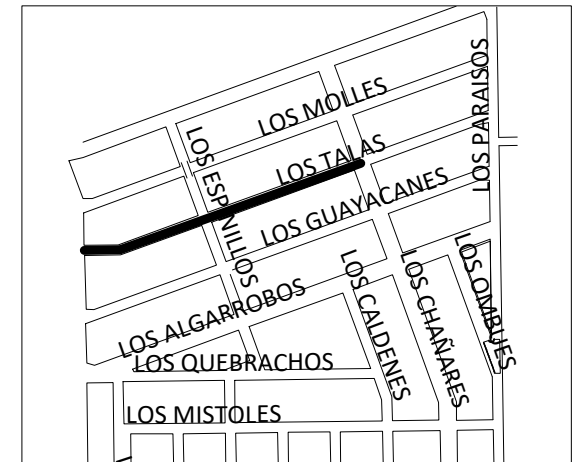 LOS MOLLES
LOS PARAISOS
LOS ESPINILLOS
LOS TALAS
LOS GUAYACANES
LOS ALGARROBOS
LOS CALDENES
LOS CHAÑARES
LOS OMBUES
LOS QUEBRACHOS
LOS MISTOLES